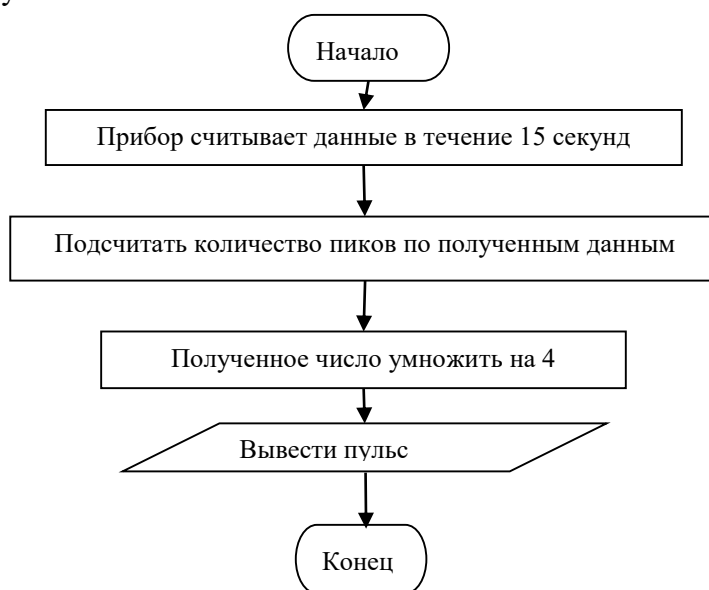 Начало
Прибор считывает данные в течение 15 секунд
Подсчитать количество пиков по полученным данным
Полученное число умножить на 4
Вывести пульс
Конец